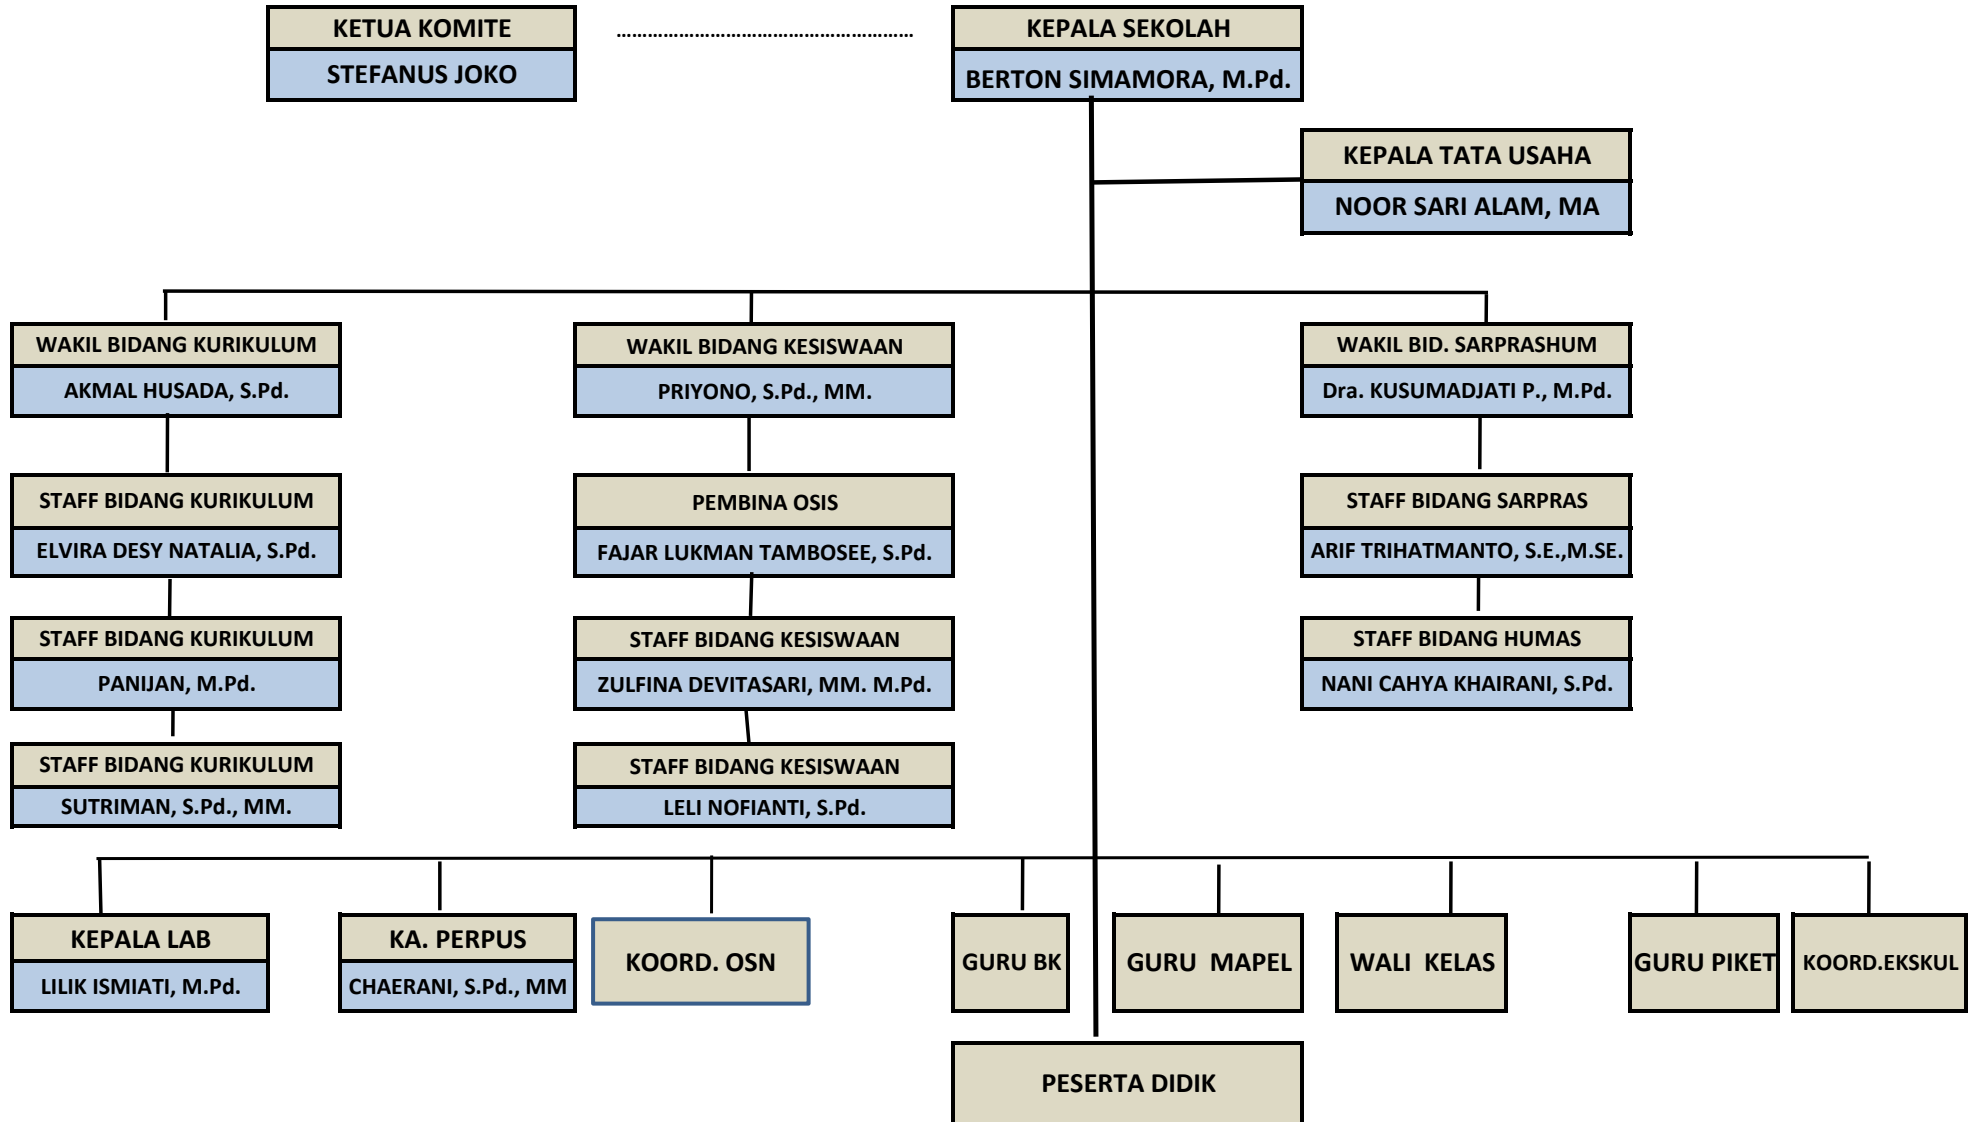 KETUA KOMITE
STEFANUS JOKO
......................................................
KEPALA SEKOLAH
BERTON SIMAMORA, M.Pd.
KEPALA TATA USAHA
NOOR SARI ALAM, MA
WAKIL BIDANG KURIKULUM
AKMAL HUSADA, S.Pd.
WAKIL BIDANG KESISWAAN
PRIYONO, S.Pd., MM.
WAKIL BID. SARPRASHUM
Dra. KUSUMADJATI P., M.Pd.
STAFF BIDANG KURIKULUM
ELVIRA DESY NATALIA, S.Pd.
PEMBINA OSIS
FAJAR LUKMAN TAMBOSEE, S.Pd.
STAFF BIDANG SARPRAS
ARIF TRIHATMANTO, S.E.,M.SE.
STAFF BIDANG KURIKULUM
PANIJAN, M.Pd.
STAFF BIDANG KESISWAAN
ZULFINA DEVITASARI, MM. M.Pd.
STAFF BIDANG HUMAS
NANI CAHYA KHAIRANI, S.Pd.
STAFF BIDANG KURIKULUM
SUTRIMAN, S.Pd., MM.
STAFF BIDANG KESISWAAN
LELI NOFIANTI, S.Pd.
KEPALA LAB
LILIK ISMIATI, M.Pd.
KA. PERPUS
CHAERANI, S.Pd., MM
KOORD. OSN
GURU BK
GURU MAPEL
WALI KELAS
GURU PIKET
KOORD.EKSKUL
PESERTA DIDIK